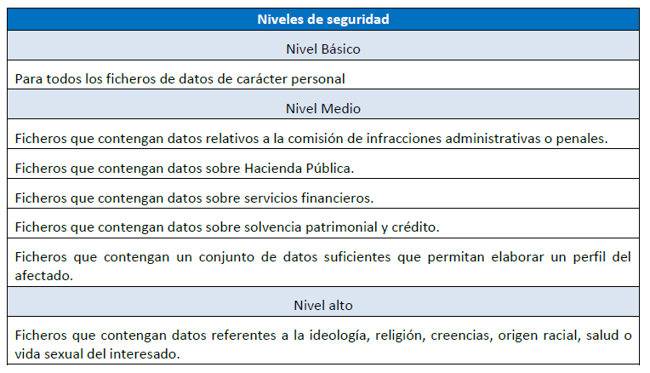 Niveles de seguridad
Nivel Básico
Para todos los ficheros de datos de carácter personal
Nivel Medio
Ficheros que contengan datos relativos a la comisión de infracciones administrativas o penales.
Ficheros que contengan datos sobre Hacienda Pública.
Ficheros que contengan datos sobre servicios financieros.
Ficheros que contengan datos sobre solvencia patrimonial y crédito.
Ficheros que contengan un conjunto de datos suficientes que permitan elaborar un perfil del
afectado.
Nivel alto
Ficheros que contengan datos referentes a la ideología, religión, creencias, origen racial, salud o
vida sexual del interesado.